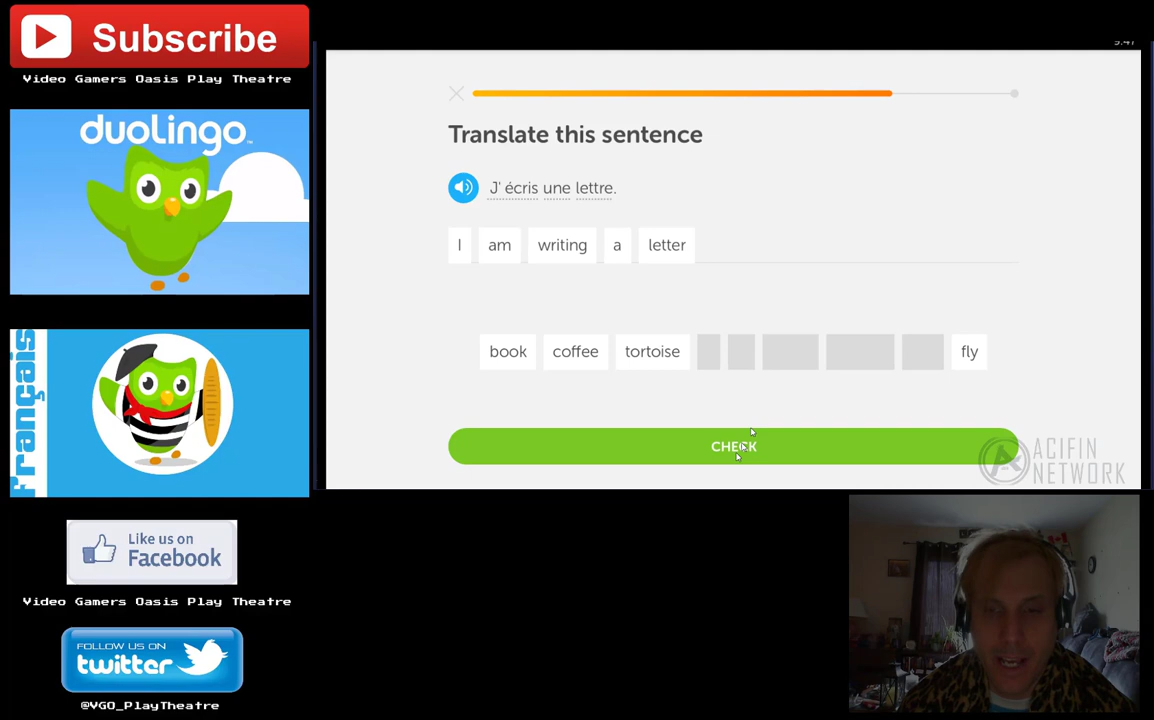 Subscribe
Video Gamers Oasis Play Theatre
duolingo
Français
Like us on
Facebook
Video Gamers Oasis Play Theatre
FOLLOW US ON
twitter
@VGO_PlayTheatre
Translate this sentence
J' écris une lettre.
I am writing a letter
book coffee tortoise fly
CHECK
ACIFIN
NETWORK